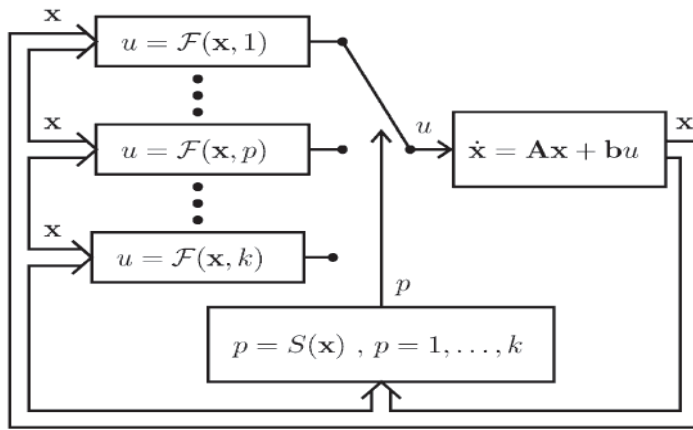 x
u = F(x, 1)
x
u = F(x, p)
u
ẋ = Ax + bu
x
x
u = F(x, k)
p
p = S(x) , p = 1, . . . , k